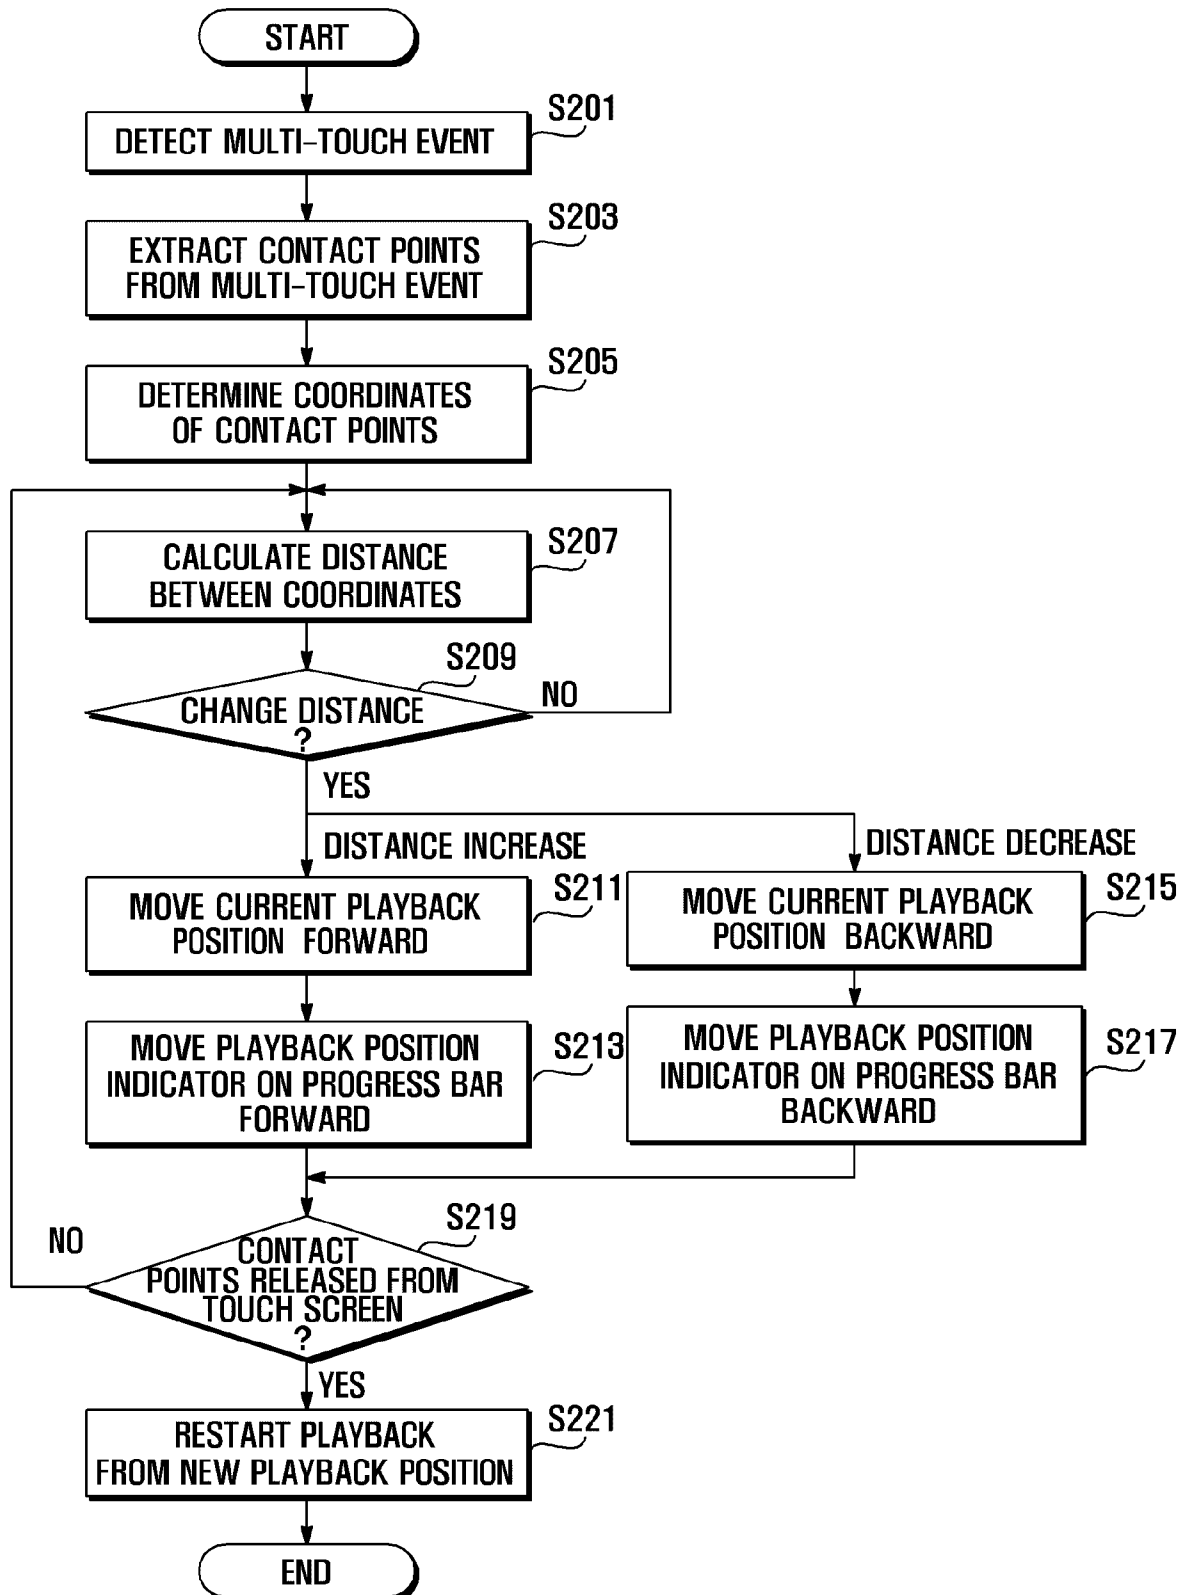 START
S201
DETECT MULTI-TOUCH EVENT
S203
EXTRACT CONTACT POINTS
FROM MULTI-TOUCH EVENT
S205
DETERMINE COORDINATES
OF CONTACT POINTS
S207
CALCULATE DISTANCE
BETWEEN COORDINATES
S209
CHANGE DISTANCE
?
NO
YES
DISTANCE INCREASE
DISTANCE DECREASE
S211
MOVE CURRENT PLAYBACK
POSITION FORWARD
S215
MOVE CURRENT PLAYBACK
POSITION BACKWARD
S213
MOVE PLAYBACK POSITION
INDICATOR ON PROGRESS BAR
FORWARD
S217
MOVE PLAYBACK POSITION
INDICATOR ON PROGRESS BAR
BACKWARD
S219
NO
CONTACT
POINTS RELEASED FROM
TOUCH SCREEN
?
YES
S221
RESTART PLAYBACK
FROM NEW PLAYBACK POSITION
END